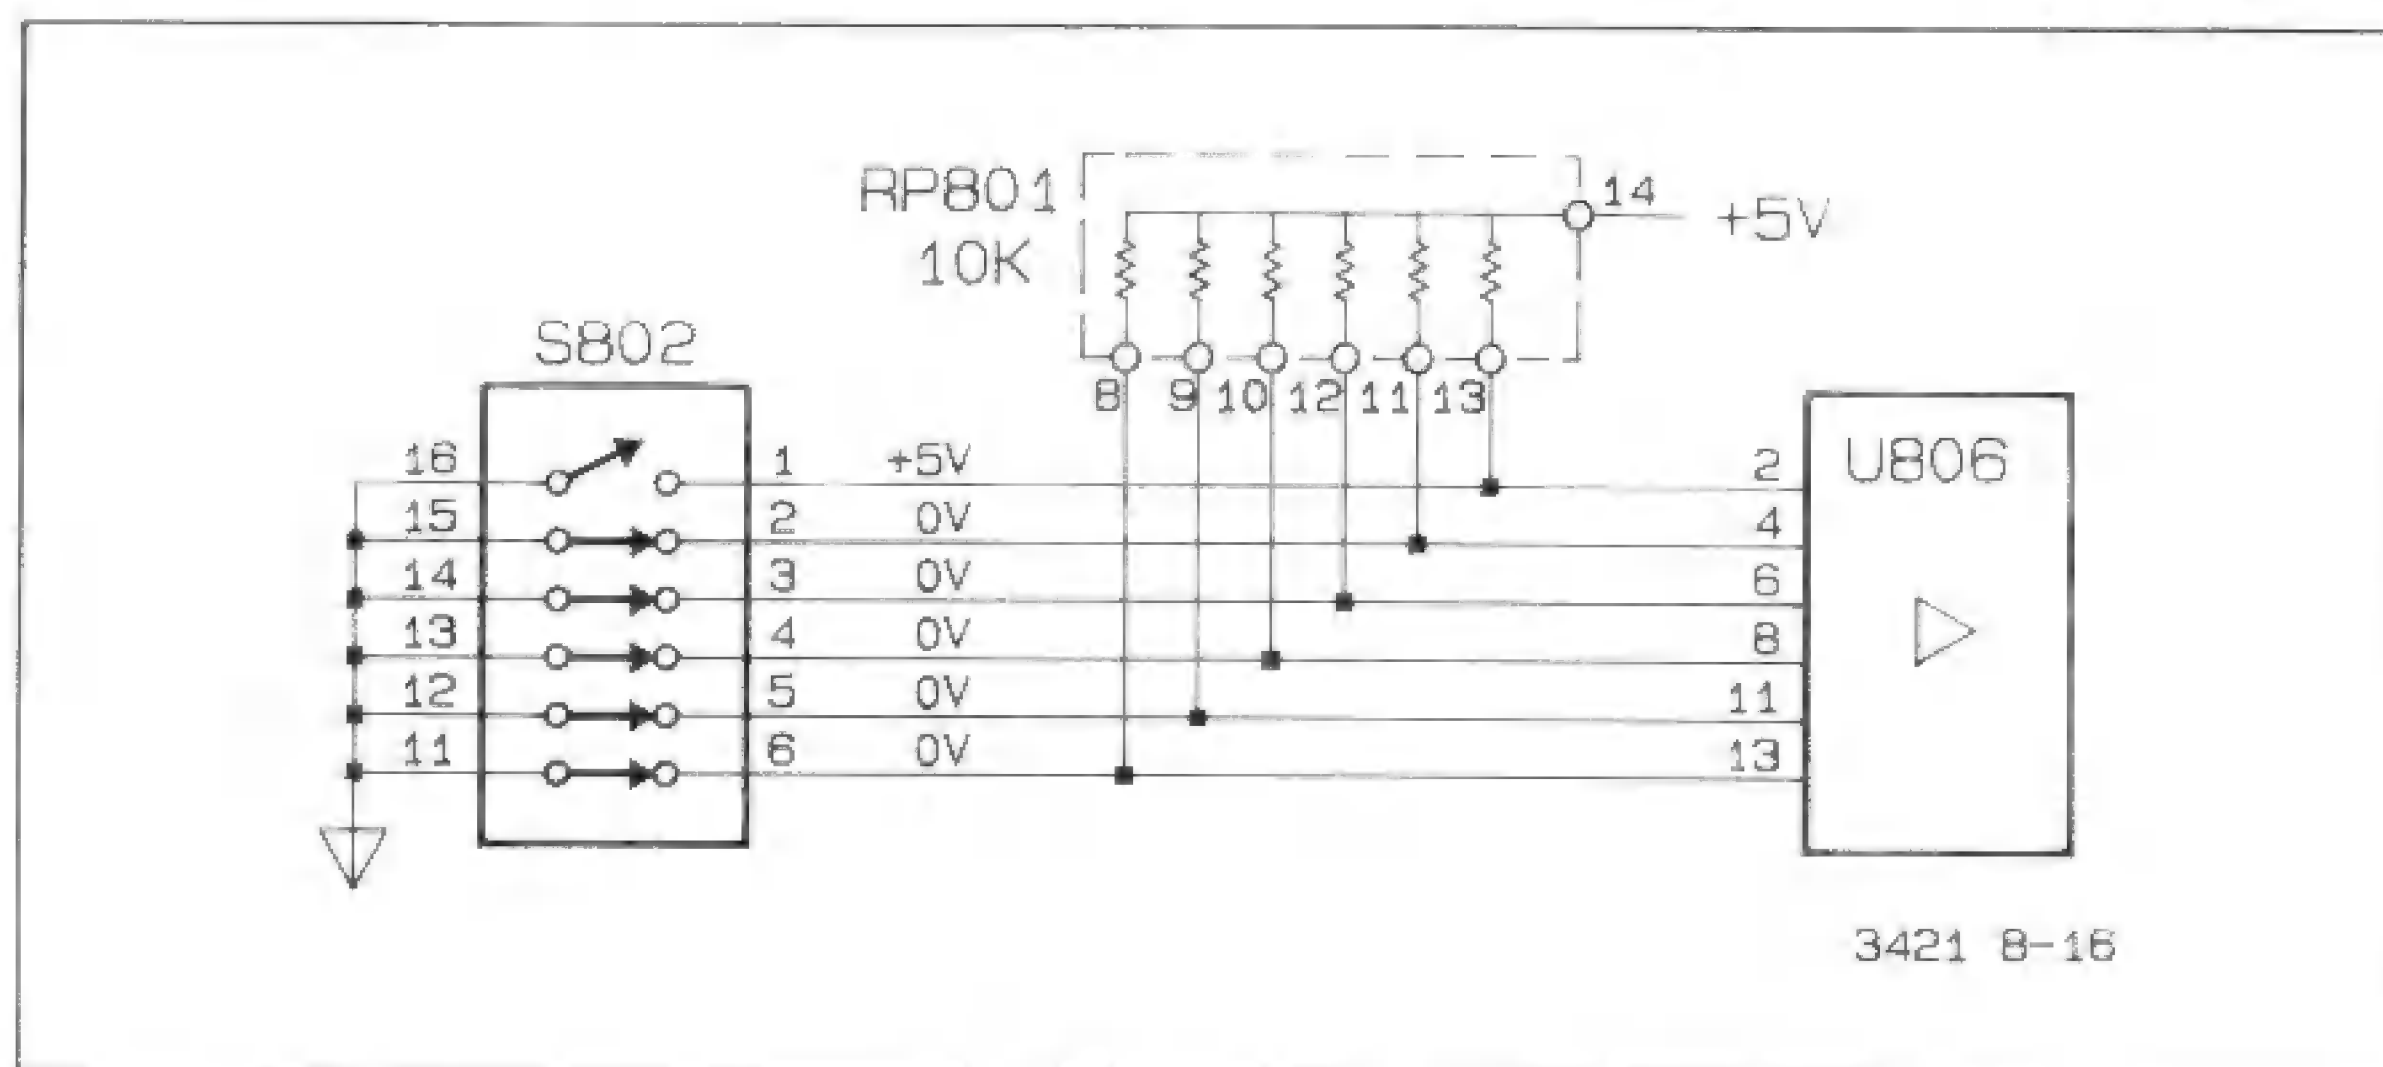 RP801
10K
14
+5V
8 9 10 12 11 13
S802
16 1 +5V 2
15 2 0V 4
14 3 0V 6
13 4 0V 8
12 5 0V 11
11 6 0V 13
U806
3421 8-16